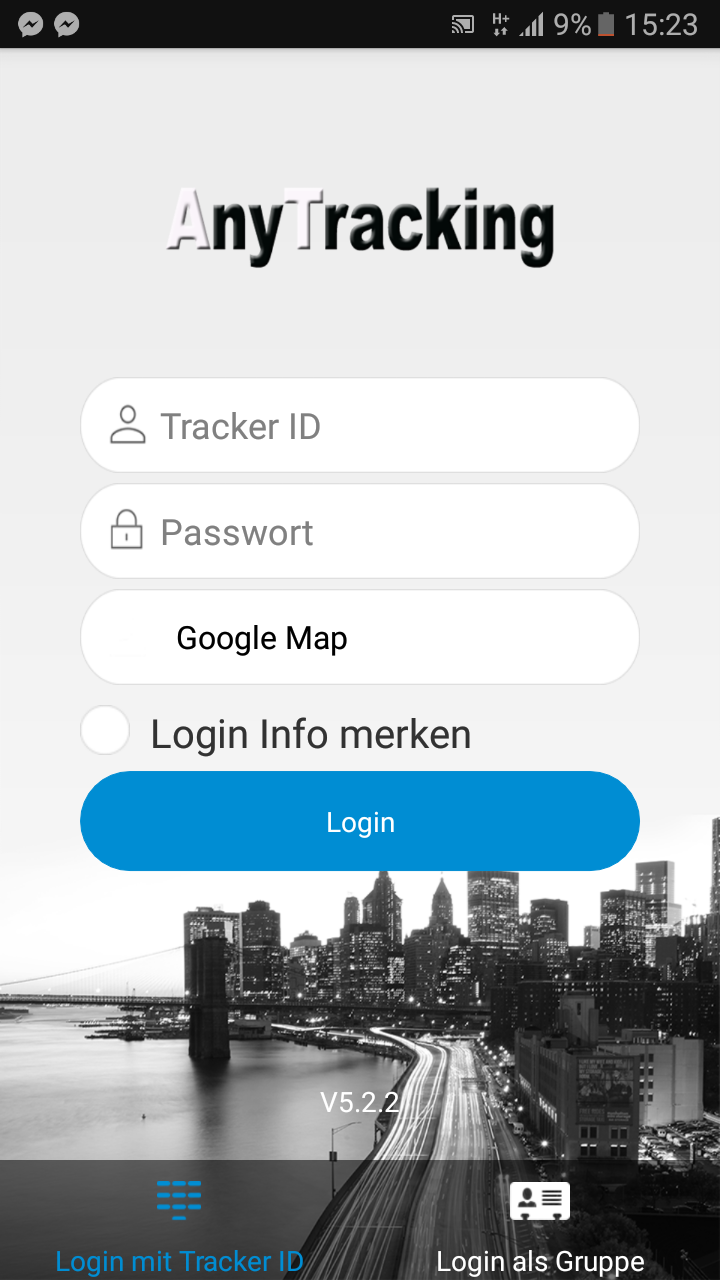 H+ 9% 15:23
AnyTracking
Tracker ID
Passwort
Google Map
Login Info merken
Login
V5.2.2
Login mit Tracker ID
Login als Gruppe